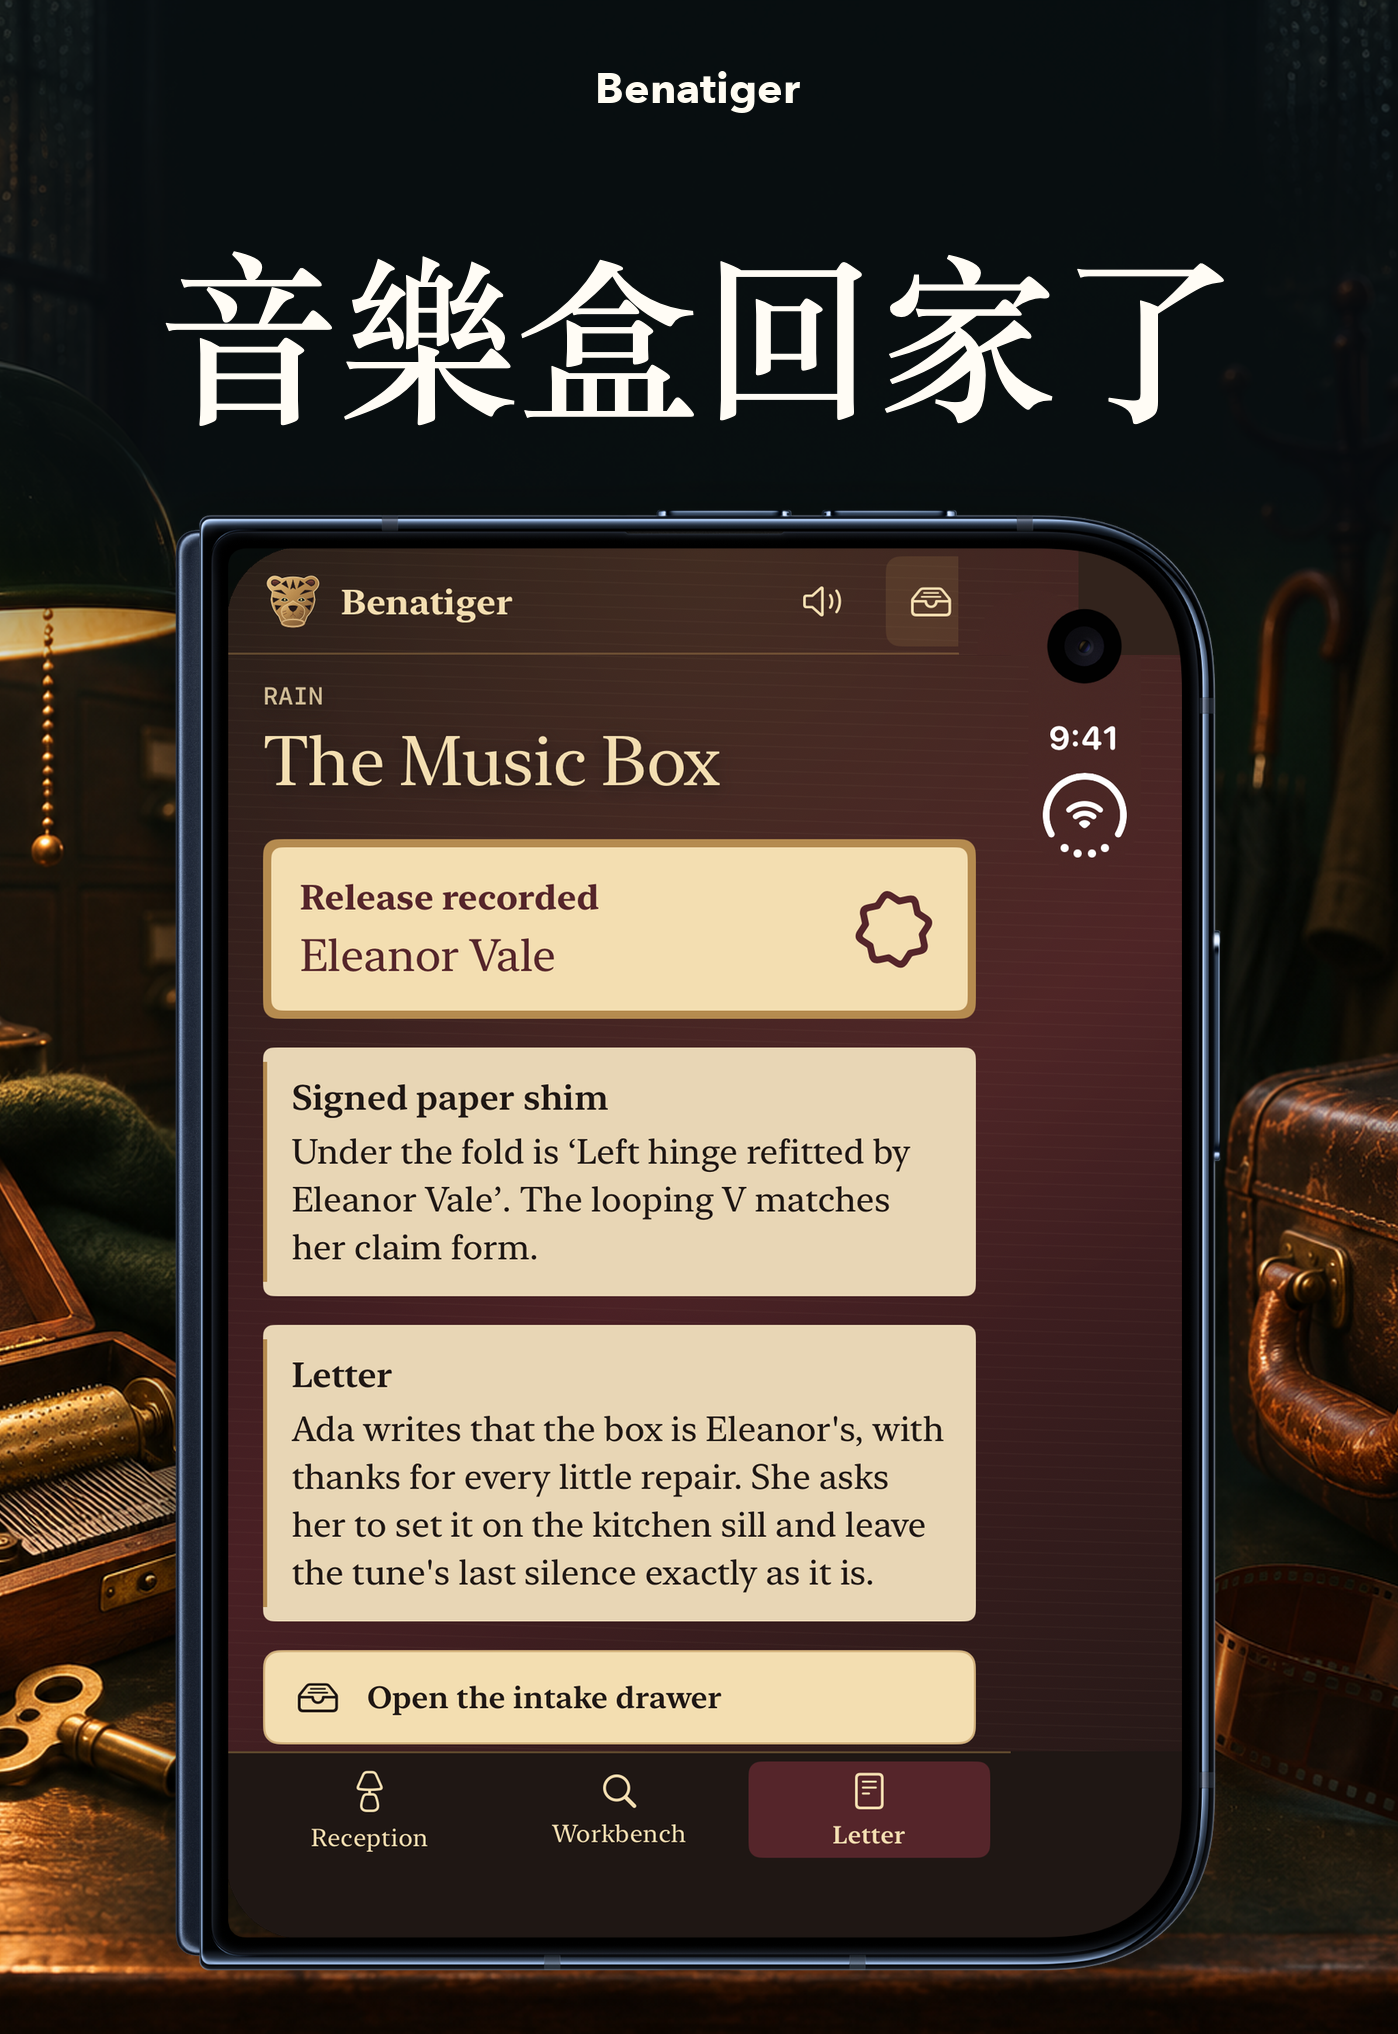 Benatiger
音樂盒回家了
Benatiger
9:41
RAIN
The Music Box
Release recorded
Eleanor Vale
Signed paper shim
Under the fold is ‘Left hinge refitted by
Eleanor Vale’. The looping V matches
her claim form.
Letter
Ada writes that the box is Eleanor's, with
thanks for every little repair. She asks
her to set it on the kitchen sill and leave
the tune's last silence exactly as it is.
Open the intake drawer
Reception
Workbench
Letter